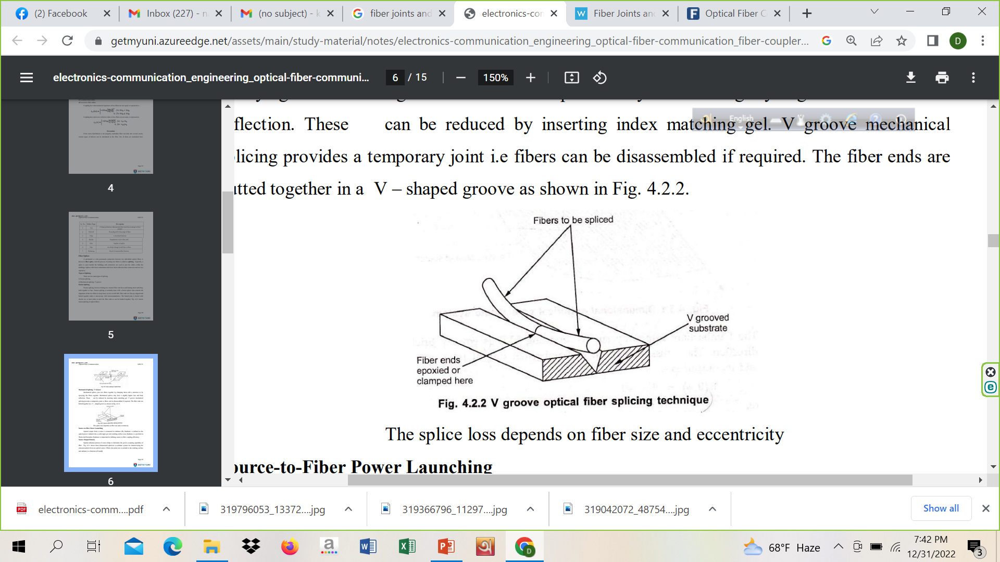 (2) Facebook
Inbox (227) - n
(no subject) - k
fiber joints and
electronics-con
Fiber Joints and
Optical Fiber C
getmyuni.azureedge.net/assets/main/study-material/notes/electronics-communication_engineering_optical-fiber-communication_fiber-coupler...
D
electronics-communication_engineering_optical-fiber-communi...
6 / 15
150%
English
flection. These can be reduced by inserting index matching gel. V groove mechanical
licing provides a temporary joint i.e fibers can be disassembled if required. The fiber ends are
tted together in a V – shaped groove as shown in Fig. 4.2.2.
Fibers to be spliced
V grooved
substrate
Fiber ends
epoxied or
clamped here
Fig. 4.2.2 V groove optical fiber splicing technique
The splice loss depends on fiber size and eccentricity
ource-to-Fiber Power Launching
4
5
6
electronics-comm....pdf
319796053_13372....jpg
319366796_11297....jpg
319042072_48754....jpg
Show all
68°F Haze
7:42 PM
12/31/2022
3